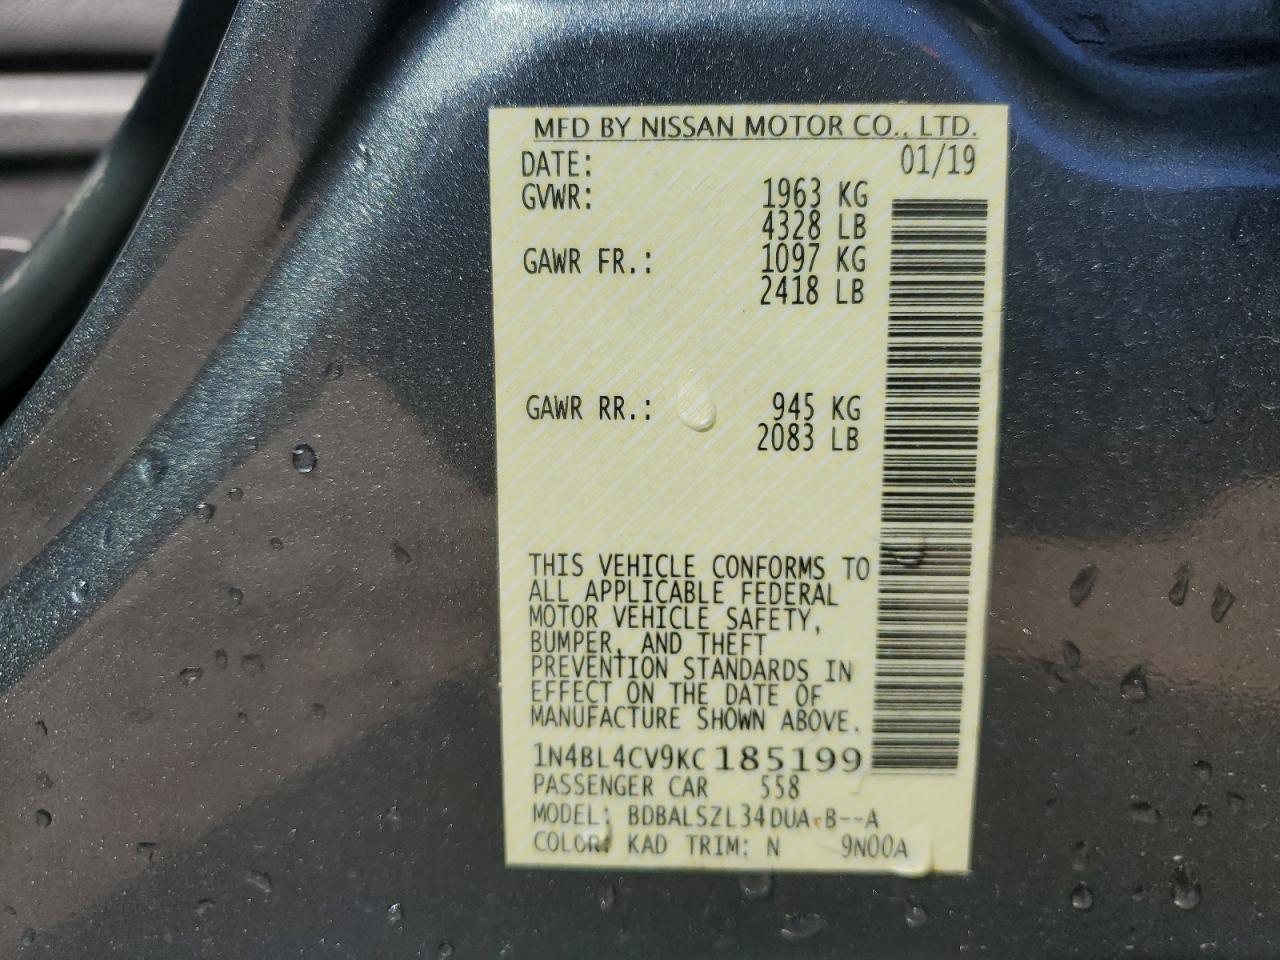 MFD BY NISSAN MOTOR CO., LTD.
DATE: 01/19
GVWR: 1963 KG
4328 LB
GAWR FR.: 1097 KG
2418 LB
GAWR RR.: 945 KG
2083 LB
THIS VEHICLE CONFORMS TO
ALL APPLICABLE FEDERAL
MOTOR VEHICLE SAFETY,
BUMPER, AND THEFT
PREVENTION STANDARDS IN
EFFECT ON THE DATE OF
MANUFACTURE SHOWN ABOVE.
1N4BL4CV9KC185199
PASSENGER CAR 558
MODEL: BDBALSZL34DUA-B--A
COLOR: KAD TRIM: N 9N00A